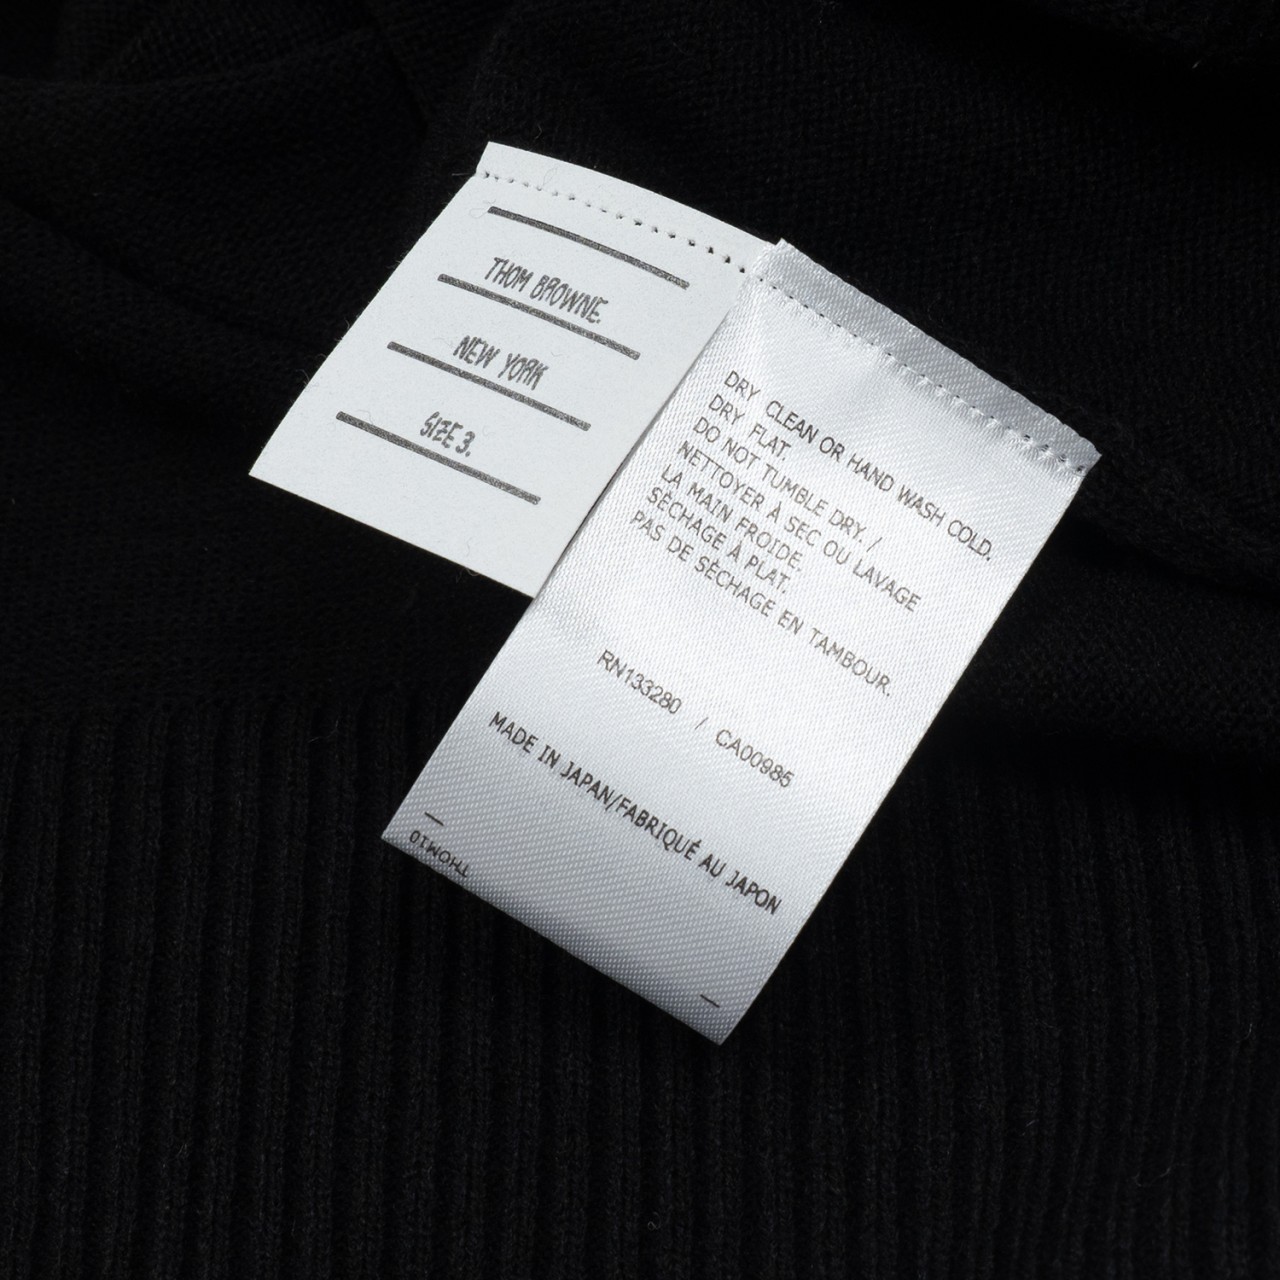 THOM BROWNE.
NEW YORK
SIZE 3.
DRY CLEAN OR HAND WASH COLD.
DRY FLAT.
DO NOT TUMBLE DRY. /
NETTOYER À SEC OU LAVAGE
LA MAIN FROIDE.
SÈCHAGE À PLAT.
PAS DE SÈCHAGE EN TAMBOUR.
RN133280 / CA00985
MADE IN JAPAN/FABRIQUÉ AU JAPON
THOM10